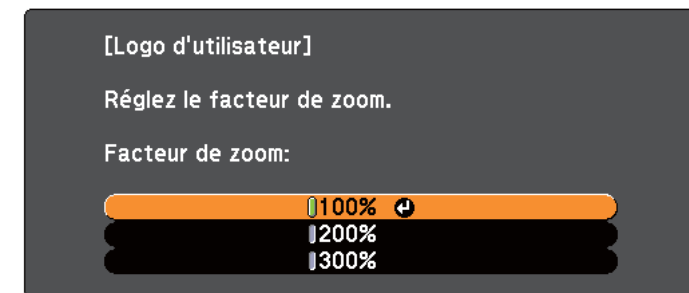 [Logo d'utilisateur]
Réglez le facteur de zoom.
Facteur de zoom:
100%
200%
300%